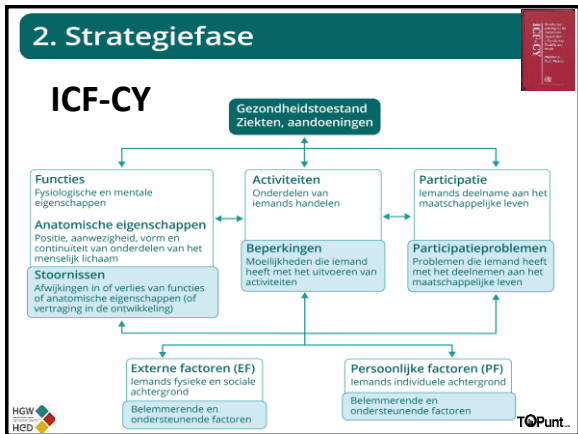 2. Strategiefase
ICF-CY
ICF-CY
Gezondheidstoestand
Ziekten, aandoeningen
Functies
Fysiologische en mentale
eigenschappen
Anatomische eigenschappen
Positie, aanwezigheid, vorm en
continuïteit van onderdelen van het
menselijk lichaam
Stoornissen
Afwijkingen in of verlies van functies
of anatomische eigenschappen (of
vertraging in de ontwikkeling)
Activiteiten
Onderdelen van
iemands handelen
Beperkingen
Moeilijkheden die iemand
heeft met het uitvoeren van
activiteiten
Participatie
Iemands deelname aan het
maatschappelijke leven
Participatieproblemen
Problemen die iemand heeft
met het deelnemen aan het
maatschappelijke leven
Externe factoren (EF)
Iemands fysieke en sociale
achtergrond
Belemmerende en
ondersteunende factoren
Persoonlijke factoren (PF)
Iemands individuele achtergrond
Belemmerende en
ondersteunende factoren
HGW
TOPunt